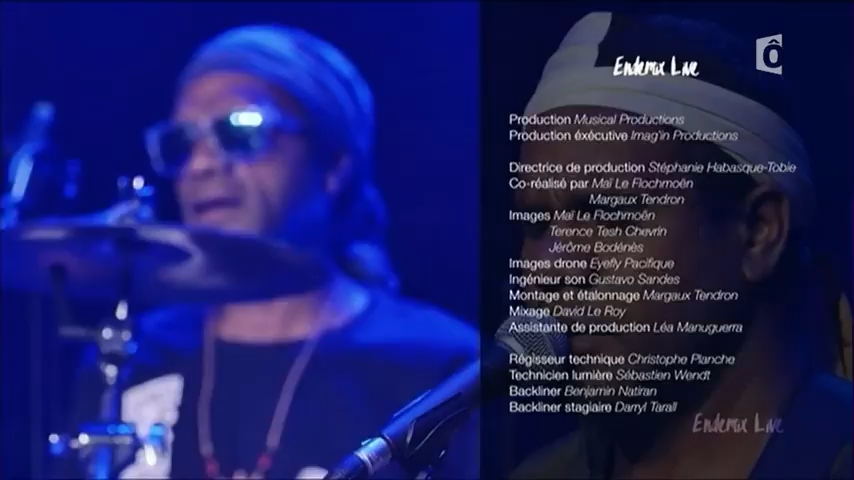 Endemix Live
Ô
Production Musical Productions
Production éxécutive Imag'in Productions
Directrice de production Stéphanie Habasque-Tobie
Co-réalisé par Maï Le Flochmoën
Margaux Tendron
Images Maï Le Flochmoën
Terence Tesh Chevrin
Jérôme Bodénès
Images drone Eyefly Pacifique
Ingénieur son Gustavo Sandes
Montage et étalonnage Margaux Tendron
Mixage David Le Roy
Assistante de production Léa Manuguerra
Régisseur technique Christophe Planche
Technicien lumière Sébastien Wendt
Backliner Benjamin Natiran
Backliner stagiaire Darryl Tarall
Endemix Live